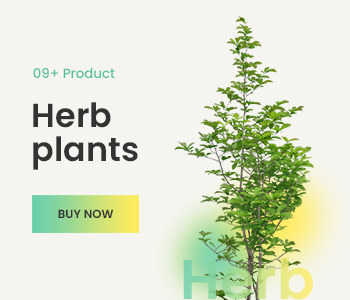 09+ Product
Herb
plants
BUY NOW
Herb